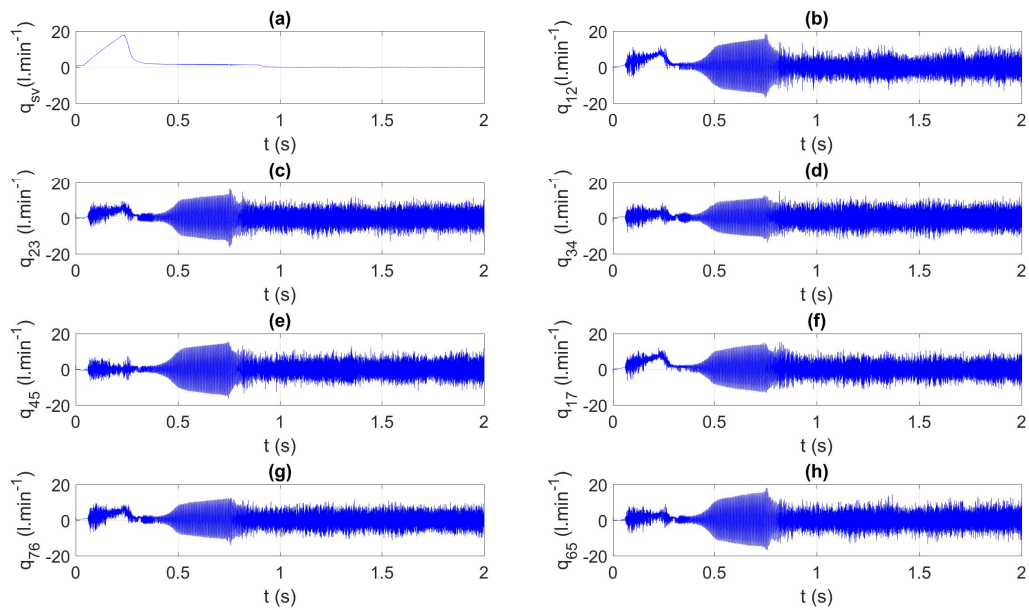 (a)
20
0
-20
q_sv (l.min^-1)
0 0.5 1 1.5 2
t (s)
(b)
20
0
-20
q_12 (l.min^-1)
0 0.5 1 1.5 2
t (s)
(c)
20
0
-20
q_23 (l.min^-1)
0 0.5 1 1.5 2
t (s)
(d)
20
0
-20
q_34 (l.min^-1)
0 0.5 1 1.5 2
t (s)
(e)
20
0
-20
q_45 (l.min^-1)
0 0.5 1 1.5 2
t (s)
(f)
20
0
-20
q_17 (l.min^-1)
0 0.5 1 1.5 2
t (s)
(g)
20
0
-20
q_76 (l.min^-1)
0 0.5 1 1.5 2
t (s)
(h)
20
0
-20
q_65 (l.min^-1)
0 0.5 1 1.5 2
t (s)